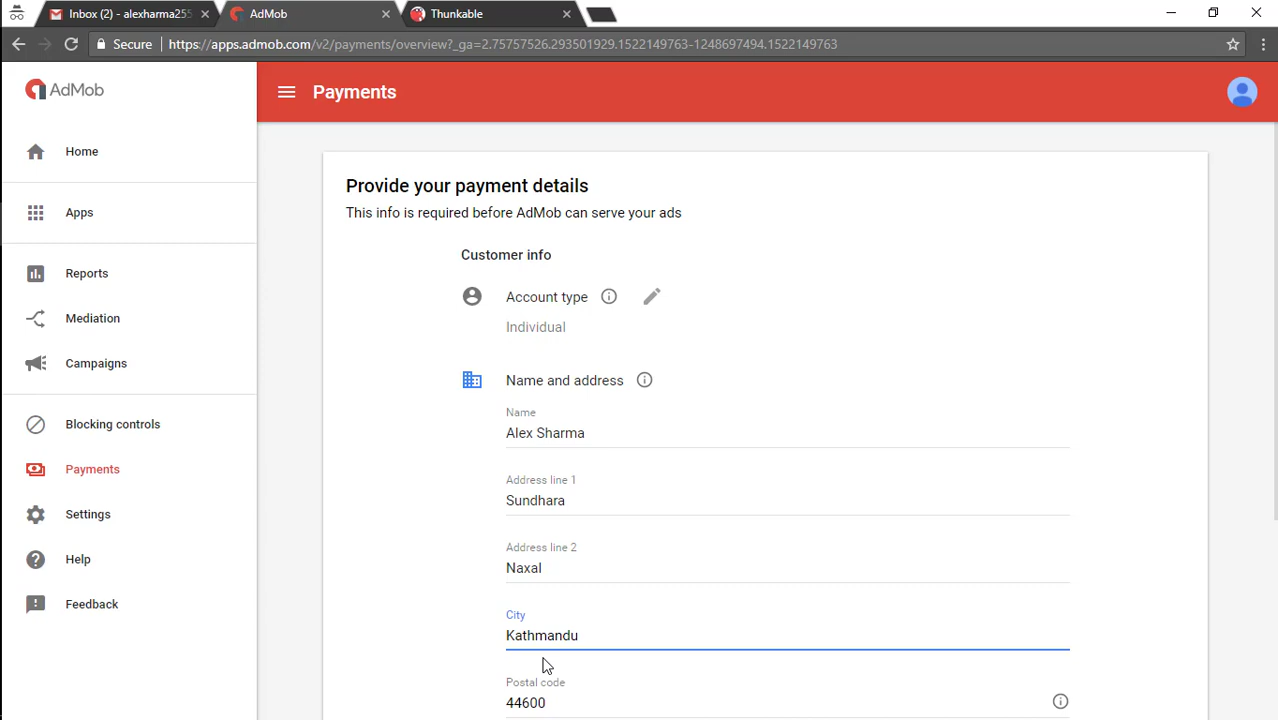 Inbox (2) - alexharma255
AdMob
Thunkable
Secure
https://apps.admob.com/v2/payments/overview?_ga=2.75757526.293501929.1522149763-1248697494.1522149763
AdMob
Payments
Home
Apps
Reports
Mediation
Campaigns
Blocking controls
Payments
Settings
Help
Feedback
Provide your payment details
This info is required before AdMob can serve your ads
Customer info
Account type
Individual
Name and address
Name
Alex Sharma
Address line 1
Sundhara
Address line 2
Naxal
City
Kathmandu
Postal code
44600